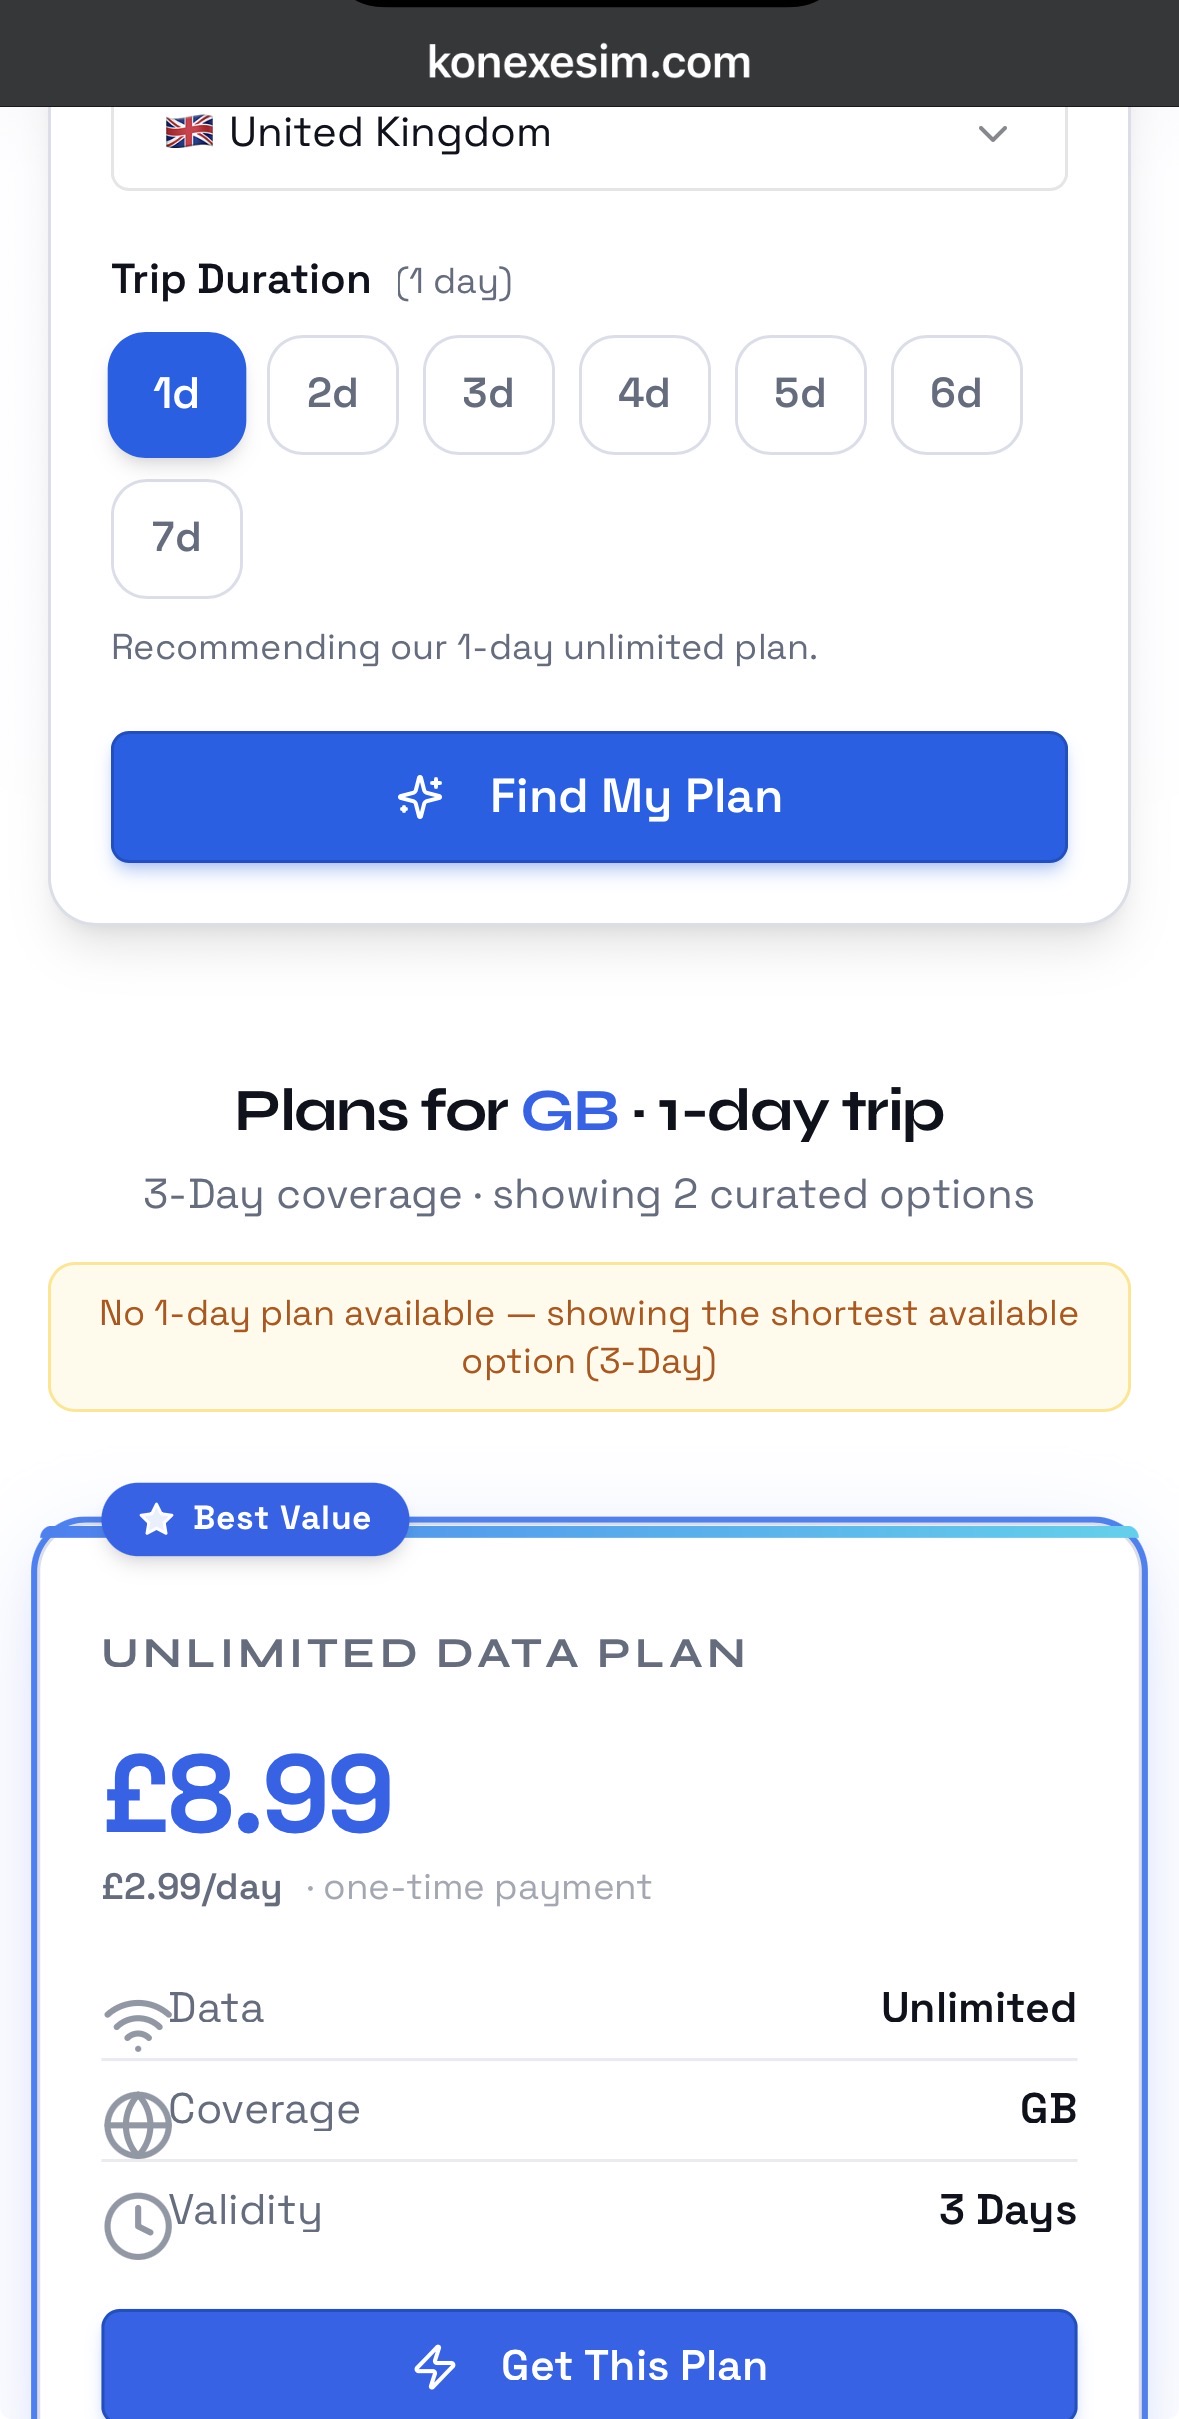 konexesim.com
🇬🇧 United Kingdom
Trip Duration (1 day)
1d 2d 3d 4d 5d 6d
7d
Recommending our 1-day unlimited plan.
Find My Plan
Plans for GB · 1-day trip
3-Day coverage · showing 2 curated options
No 1-day plan available — showing the shortest available
option (3-Day)
Best Value
UNLIMITED DATA PLAN
£8.99
£2.99/day · one-time payment
Data Unlimited
Coverage GB
Validity 3 Days
Get This Plan